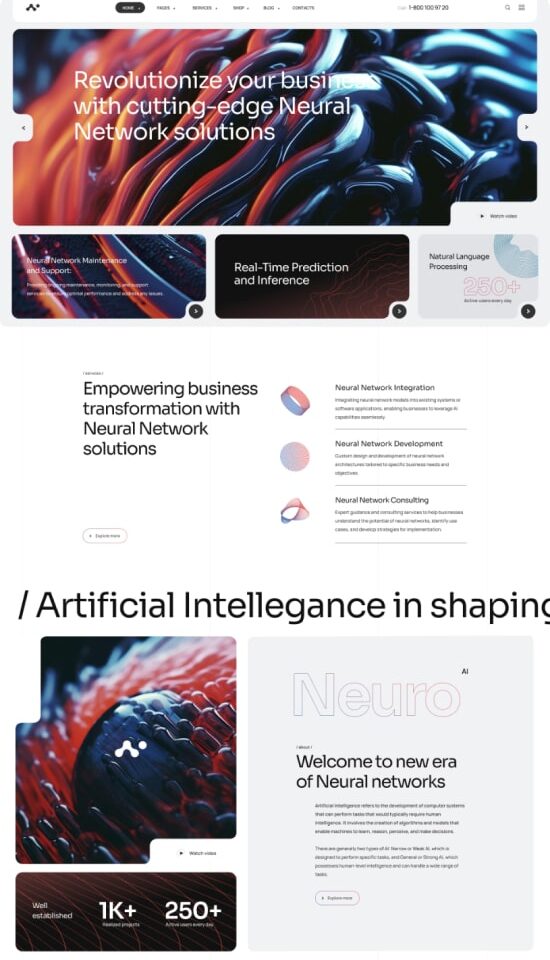 HOME
PAGES
SERVICES
SHOP
BLOG
CONTACTS
1-800 100 97 20
Revolutionize your business
with cutting-edge Neural
Network solutions
Watch video
Neural Network Maintenance
and Support:
Providing ongoing maintenance, monitoring, and support
services to ensure optimal performance and address any issues.
Real-Time Prediction
and Inference
Natural Language
Processing
250+
Active users every day
/ services /
Empowering business
transformation with
Neural Network
solutions
Explore more
Neural Network Integration
Integrating neural network models into existing systems or
software applications, enabling businesses to leverage AI
capabilities seamlessly.
Neural Network Development
Custom design and development of neural network
architectures tailored to specific business needs and
objectives.
Neural Network Consulting
Expert guidance and consulting services to help businesses
understand the potential of neural networks, identify use
cases, and develop strategies for implementation.
/ Artificial Intellegance in shaping
Watch video
Well
established
1K+
Realized projects
250+
Active users every day
Neuro
AI
/ about /
Welcome to new era
of Neural networks
Artificial intelligence refers to the development of computer systems
that can perform tasks that would typically require human
intelligence. It involves the creation of algorithms and models that
enable machines to learn, reason, perceive, and make decisions.
There are generally two types of AI: Narrow or Weak AI, which is
designed to perform specific tasks, and General or Strong AI, which
possesses human-level intelligence and can handle a wide range of
tasks.
Explore more